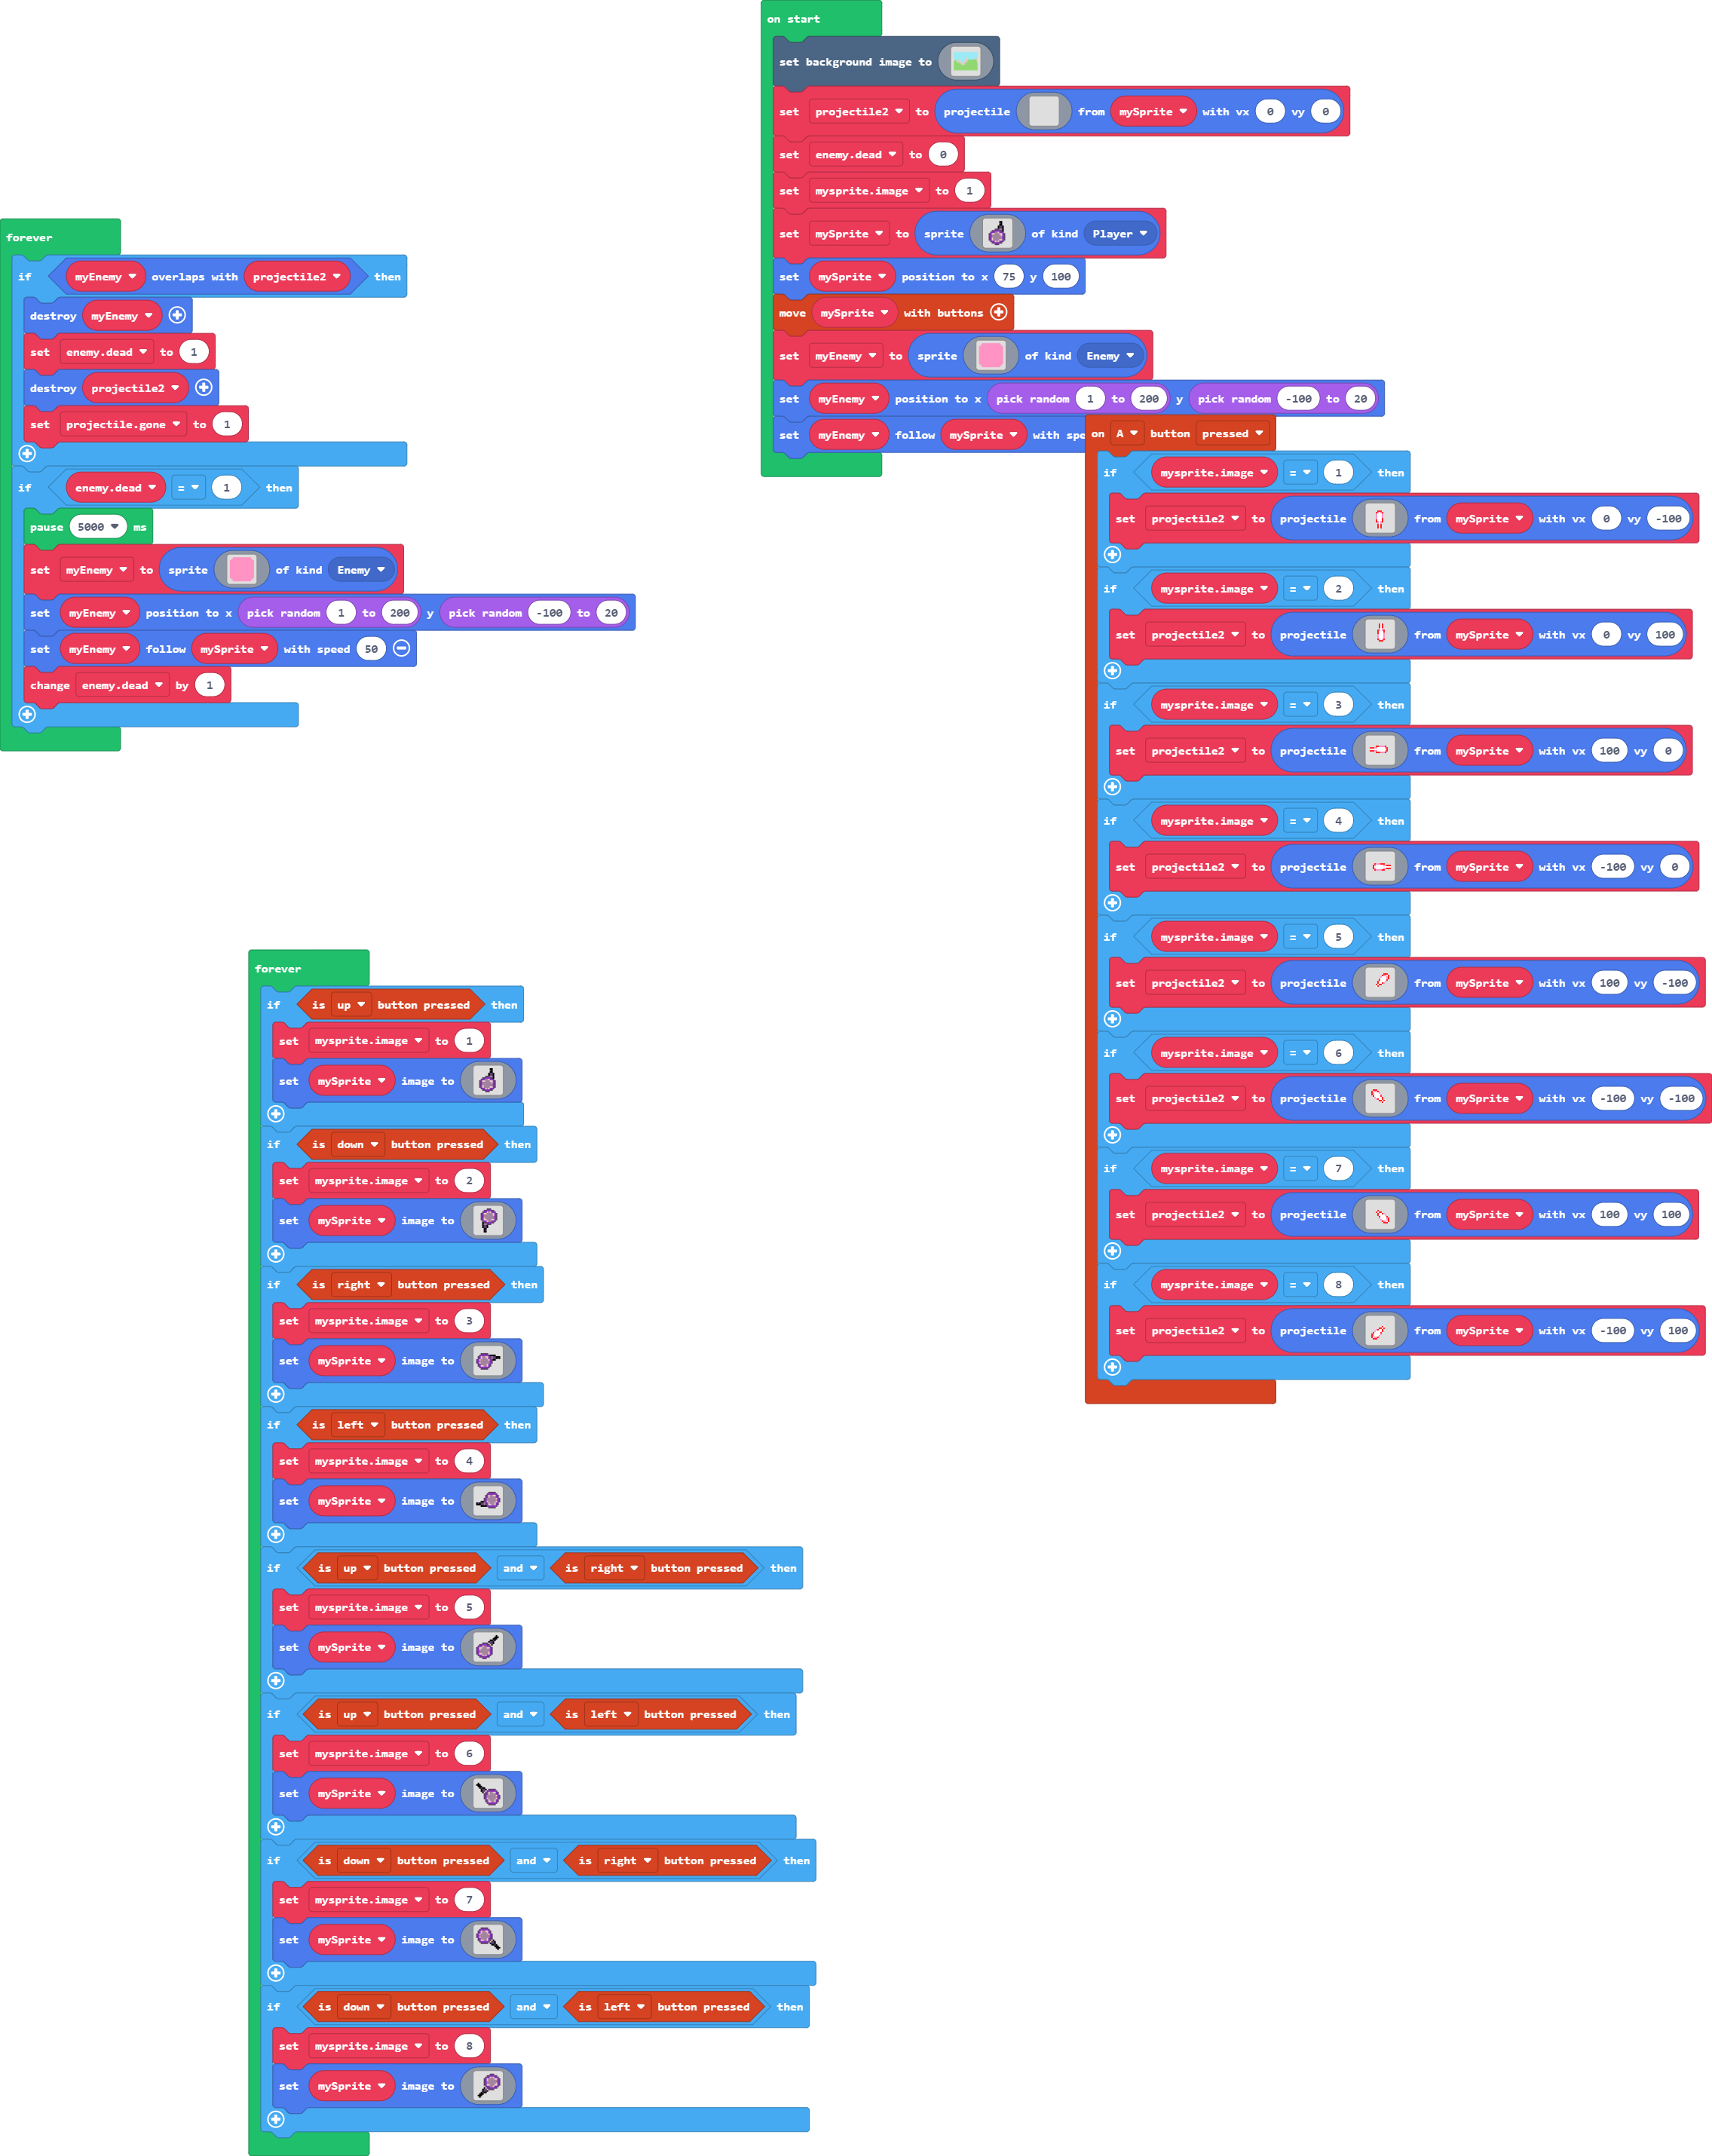 on start
set background image to
set projectile2 to projectile from mySprite with vx 0 vy 0
set enemy.dead to 0
set mysprite.image to 1
set mySprite to sprite of kind Player
set mySprite position to x 75 y 100
move mySprite with buttons
set myEnemy to sprite of kind Enemy
set myEnemy position to x pick random 1 to 200 y pick random -100 to 20
set myEnemy follow mySprite with spe
forever
if myEnemy overlaps with projectile2 then
destroy myEnemy
set enemy.dead to 1
destroy projectile2
set projectile.gone to 1
if enemy.dead = 1 then
pause 5000 ms
set myEnemy to sprite of kind Enemy
set myEnemy position to x pick random 1 to 200 y pick random -100 to 20
set myEnemy follow mySprite with speed 50
change enemy.dead by 1
on A button pressed
if mysprite.image = 1 then
set projectile2 to projectile from mySprite with vx 0 vy -100
if mysprite.image = 2 then
set projectile2 to projectile from mySprite with vx 0 vy 100
if mysprite.image = 3 then
set projectile2 to projectile from mySprite with vx 100 vy 0
if mysprite.image = 4 then
set projectile2 to projectile from mySprite with vx -100 vy 0
if mysprite.image = 5 then
set projectile2 to projectile from mySprite with vx 100 vy -100
if mysprite.image = 6 then
set projectile2 to projectile from mySprite with vx -100 vy -100
if mysprite.image = 7 then
set projectile2 to projectile from mySprite with vx 100 vy 100
if mysprite.image = 8 then
set projectile2 to projectile from mySprite with vx -100 vy 100
forever
if is up button pressed then
set mysprite.image to 1
set mySprite image to
if is down button pressed then
set mysprite.image to 2
set mySprite image to
if is right button pressed then
set mysprite.image to 3
set mySprite image to
if is left button pressed then
set mysprite.image to 4
set mySprite image to
if is up button pressed and is right button pressed then
set mysprite.image to 5
set mySprite image to
if is up button pressed and is left button pressed then
set mysprite.image to 6
set mySprite image to
if is down button pressed and is right button pressed then
set mysprite.image to 7
set mySprite image to
if is down button pressed and is left button pressed then
set mysprite.image to 8
set mySprite image to